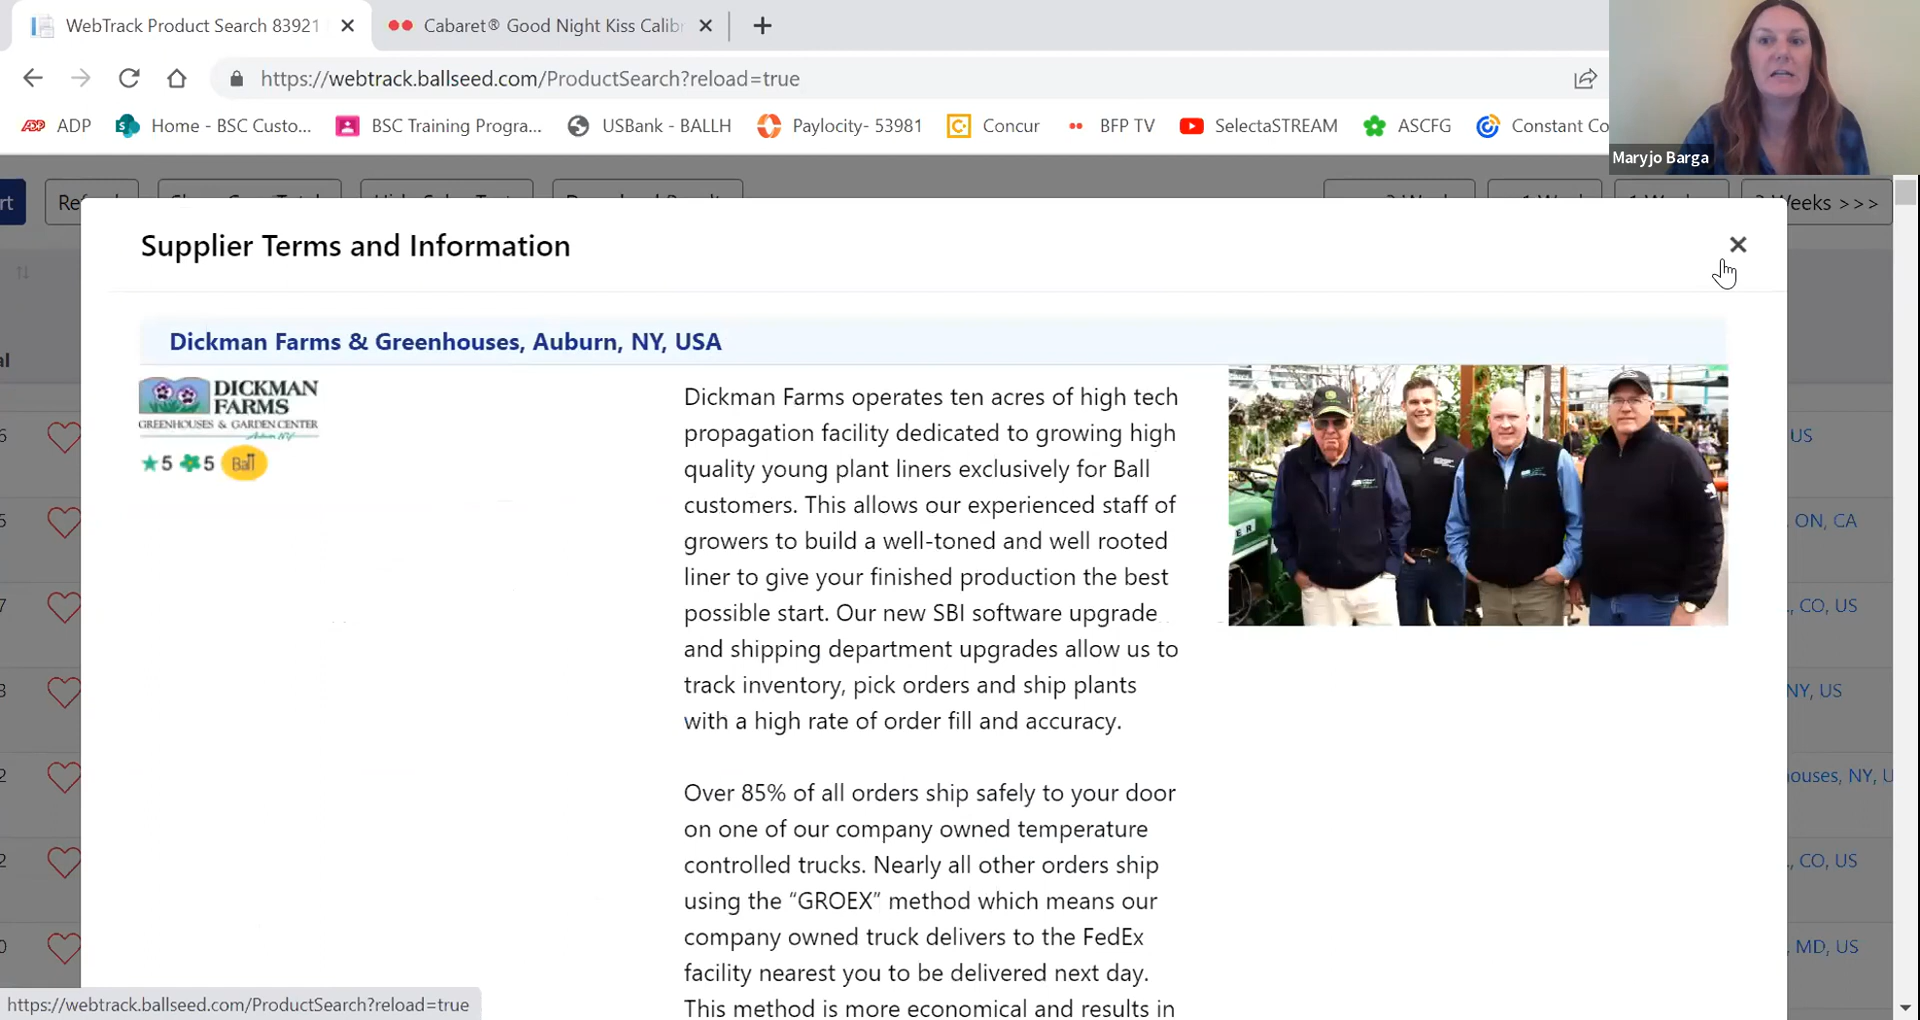 WebTrack Product Search 83921
Cabaret® Good Night Kiss Calib
https://webtrack.ballseed.com/ProductSearch?reload=true
ADP
Home - BSC Custo...
BSC Training Progra...
USBank - BALLH
Paylocity- 53981
Concur
BFP TV
SelectaSTREAM
ASCFG
Constant Co
Maryjo Barga
Weeks >>>
Supplier Terms and Information
Dickman Farms & Greenhouses, Auburn, NY, USA
DICKMAN
FARMS
GREENHOUSES & GARDEN CENTER
Auburn NY
5 5 Ball
Dickman Farms operates ten acres of high tech
propagation facility dedicated to growing high
quality young plant liners exclusively for Ball
customers. This allows our experienced staff of
growers to build a well-toned and well rooted
liner to give your finished production the best
possible start. Our new SBI software upgrade
and shipping department upgrades allow us to
track inventory, pick orders and ship plants
with a high rate of order fill and accuracy.
Over 85% of all orders ship safely to your door
on one of our company owned temperature
controlled trucks. Nearly all other orders ship
using the “GROEX” method which means our
company owned truck delivers to the FedEx
facility nearest you to be delivered next day.
This method is more economical and results in
US
ON, CA
CO, US
NY, US
ouses, NY, U
CO, US
MD, US
https://webtrack.ballseed.com/ProductSearch?reload=true